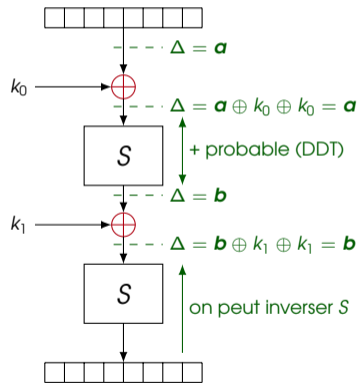 Δ = a
k₀
Δ = a ⊕ k₀ ⊕ k₀ = a
S
+ probable (DDT)
Δ = b
k₁
Δ = b ⊕ k₁ ⊕ k₁ = b
S
on peut inverser S